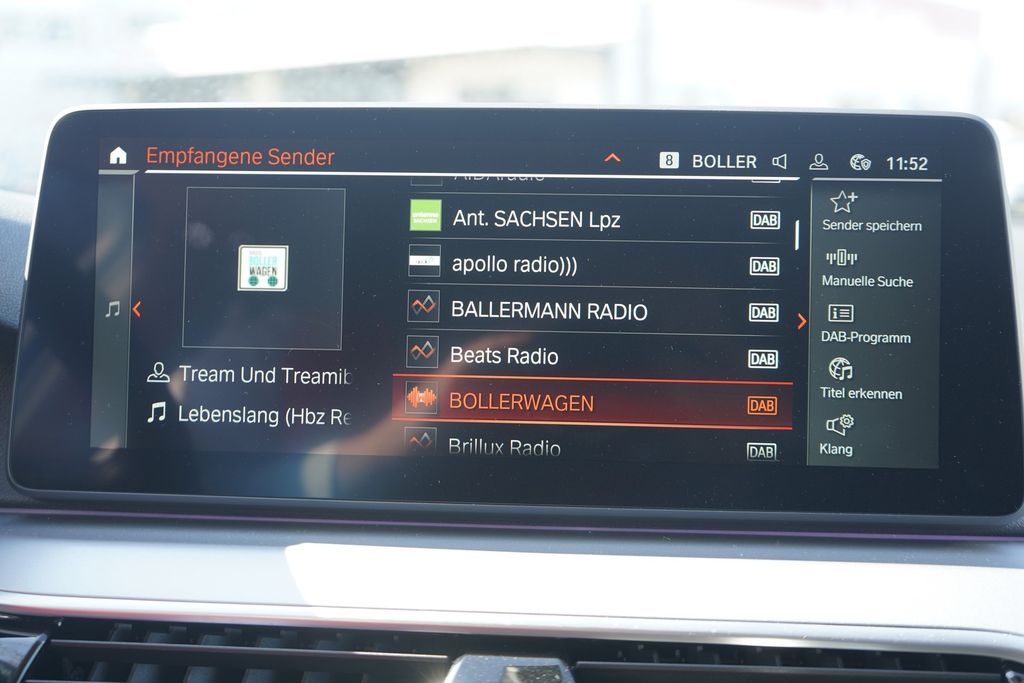 Empfangene Sender
8 BOLLER 11:52
Ant. SACHSEN Lpz DAB
apollo radio))) DAB
BALLERMANN RADIO DAB
Beats Radio DAB
BOLLERWAGEN DAB
Brillux Radio DAB
BOLLER
WAGEN
Tream Und Treamib
Lebenslang (Hbz Re
Sender speichern
Manuelle Suche
DAB-Programm
Titel erkennen
Klang